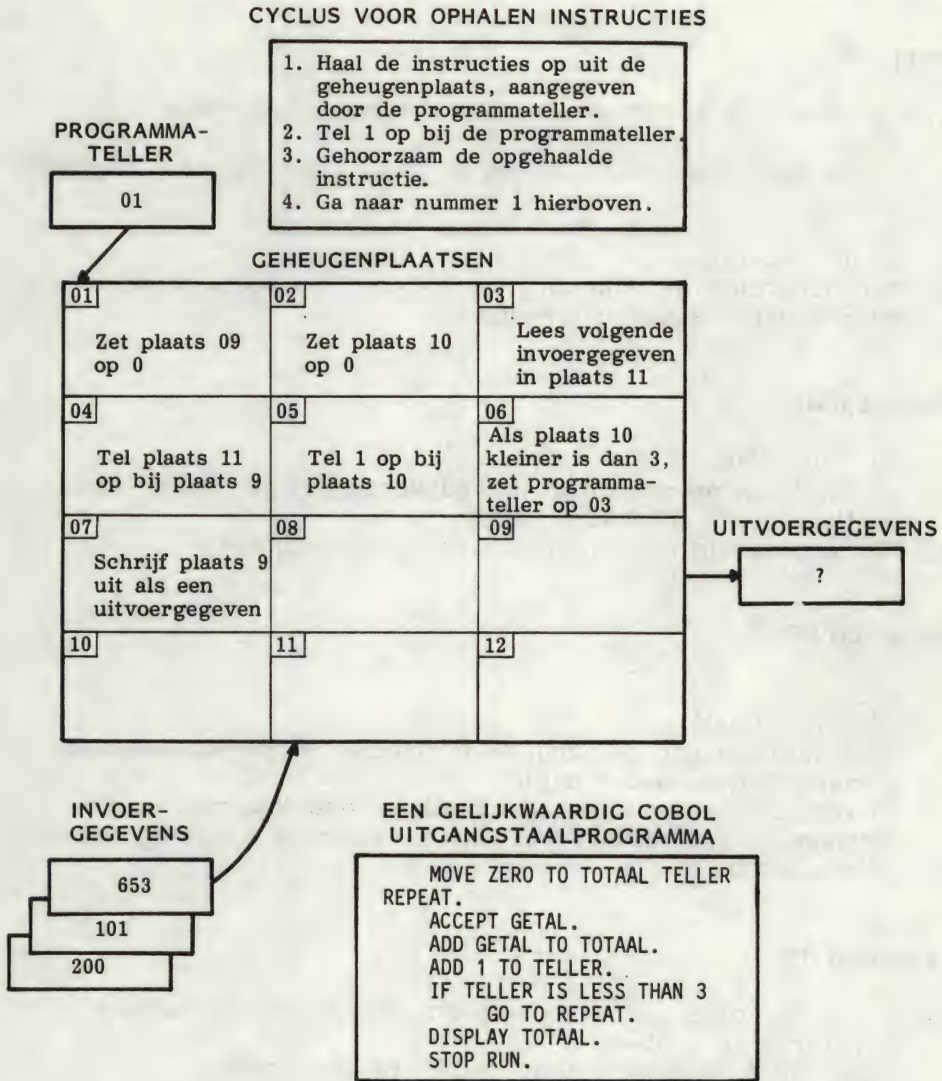 CYCLUS VOOR OPHALEN INSTRUCTIES
1. Haal de instructies op uit de
geheugenplaats, aangegeven
door de programmateller.
2. Tel 1 op bij de programmateller.
3. Gehoorzaam de opgehaalde
instructie.
4. Ga naar nummer 1 hierboven.
PROGRAMMA-
TELLER
01
GEHEUGENPLAATSEN
01
Zet plaats 09
op 0
02
Zet plaats 10
op 0
03
Lees volgende
invoergegeven
in plaats 11
04
Tel plaats 11
op bij plaats 9
05
Tel 1 op bij
plaats 10
06
Als plaats 10
kleiner is dan 3,
zet programma-
teller op 03
07
Schrijf plaats 9
uit als een
uitvoergegeven
08
09
10
11
12
UITVOERGEGEVENS
?
INVOER-
GEGEVENS
653
101
200
EEN GELIJKWAARDIG COBOL
UITGANGSTAALPROGRAMMA
MOVE ZERO TO TOTAAL TELLER
REPEAT.
ACCEPT GETAL.
ADD GETAL TO TOTAAL.
ADD 1 TO TELLER.
IF TELLER IS LESS THAN 3
GO TO REPEAT.
DISPLAY TOTAAL.
STOP RUN.